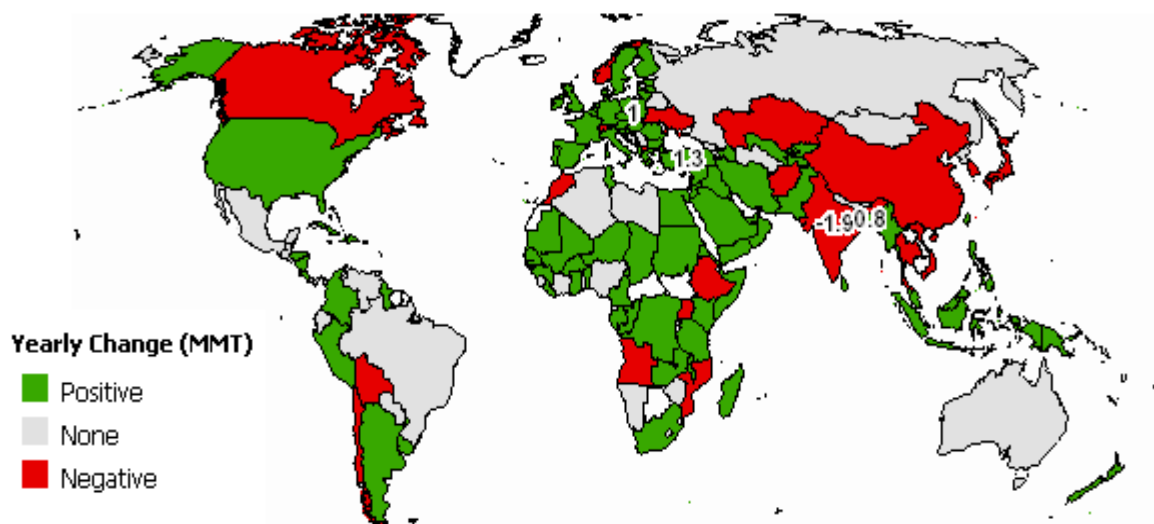 1
1.3
-1.9
0.8
Yearly Change (MMT)
Positive
None
Negative